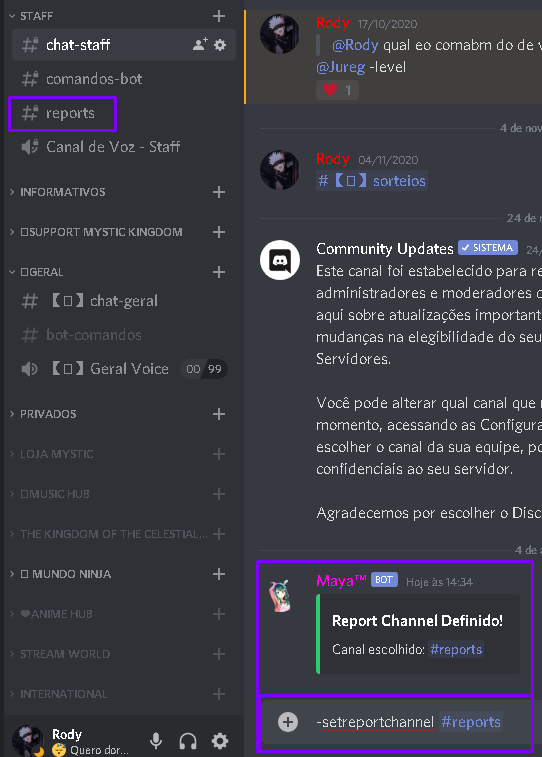 STAFF
chat-staff
comandos-bot
reports
Canal de Voz - Staff
INFORMATIVOS
SUPPORT MYSTIC KINGDOM
GERAL
【】chat-geral
bot-comandos
【】Geral Voice 00 99
PRIVADOS
LOJA MYSTIC
MUSIC HUB
THE KINGDOM OF THE CELESTIAL...
MUNDO NINJA
ANIME HUB
STREAM WORLD
INTERNATIONAL
Rody
Quero dor...
Rody 17/10/2020
@Rody qual eo comabm do de
@Jureg -level
1
4 de nov
Rody 04/11/2020
#【】sorteios
24 de
Community Updates SISTEMA 24/
Este canal foi estabelecido para
administradores e moderadores
aqui sobre atualizações important
mudanças na elegibilidade do seu
Servidores.
Você pode alterar qual canal que
momento, acessando as Configura
escolher o canal da sua equipe, po
confidenciais ao seu servidor.
Agradecemos por escolher o Disc
4 de
Maya™ BOT Hoje às 14:34
Report Channel Definido!
Canal escolhido: #reports
-setreportchannel #reports